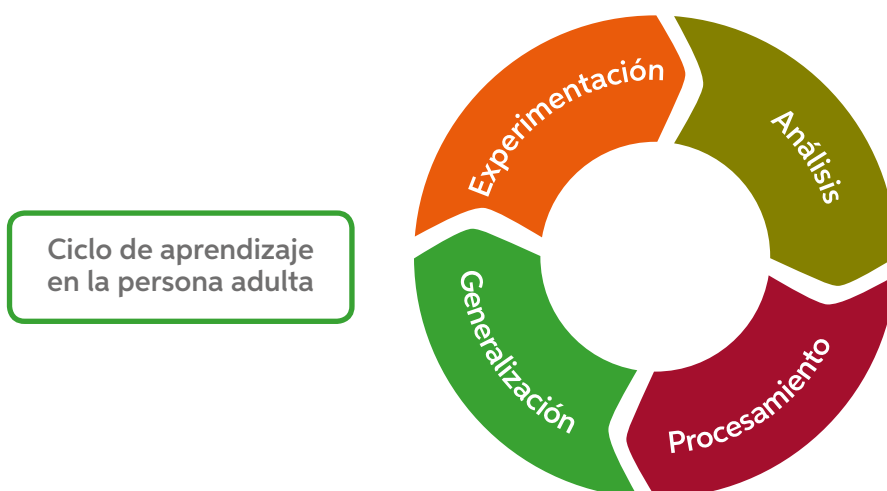 Ciclo de aprendizaje
en la persona adulta
Experimentación
Análisis
Procesamiento
Generalización